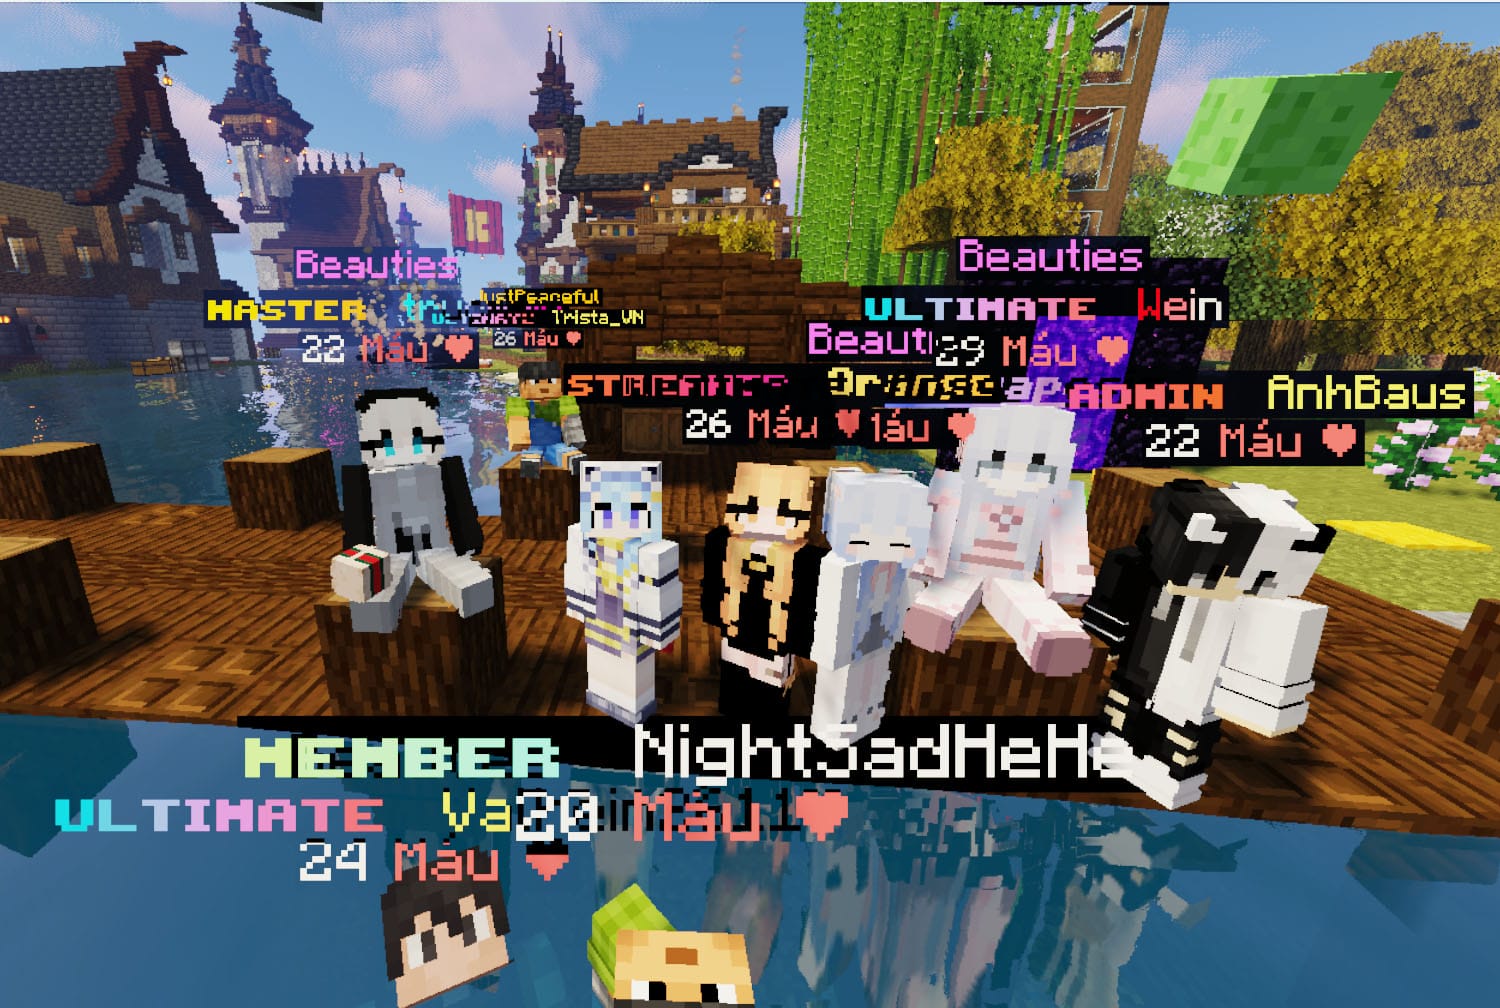 Beauties
MASTER
JustPeaceful
ULTIMATE Trista_VN
22 Máu ♥
26 Máu ♥
Beauties
ULTIMATE Wein
29 Máu ♥
ADMIN AnhBaus
26 Máu ♥
22 Máu ♥
MEMBER NightSadHeHe
20 Máu ♥
ULTIMATE
24 Máu ♥